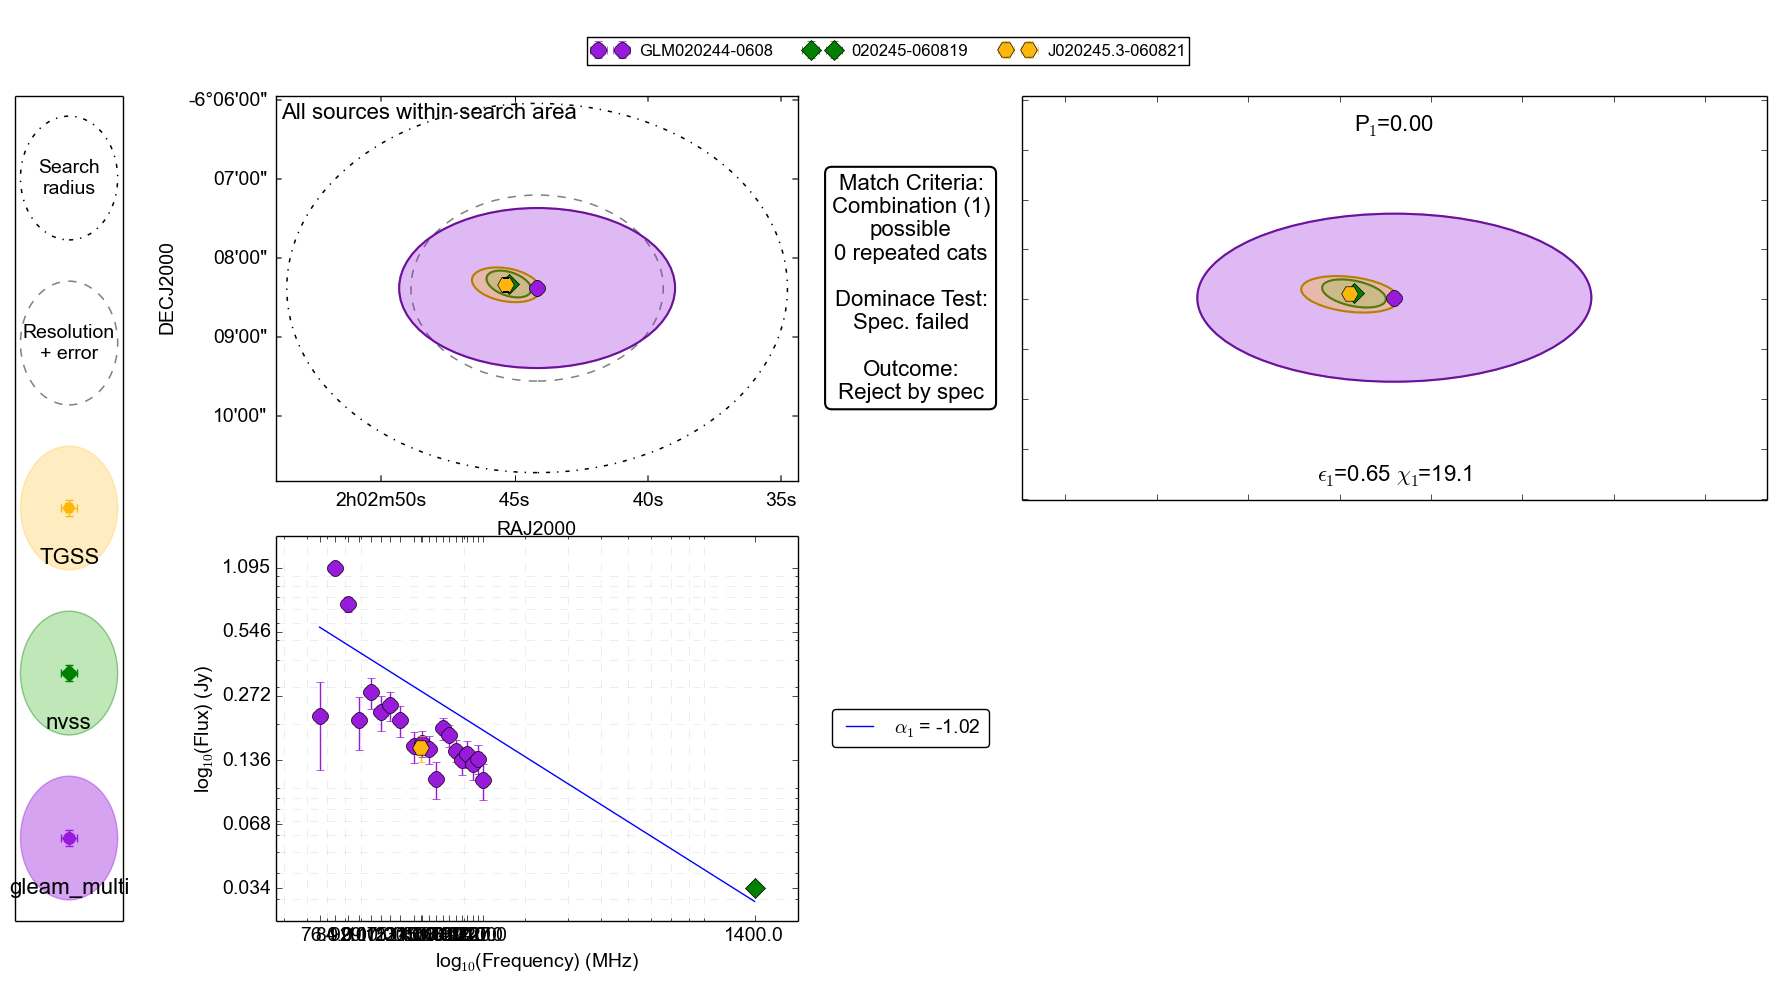 GLM020244-0608 020245-060819 J020245.3-060821
Search
radius
Resolution
+ error
TGSS
nvss
gleam_multi
All sources within search area
-6°06'00"
07'00"
08'00"
09'00"
10'00"
DECJ2000
2h02m50s 45s 40s 35s
RAJ2000
Match Criteria:
Combination (1)
possible
0 repeated cats
Dominace Test:
Spec. failed
Outcome:
Reject by spec
P₁=0.00
ϵ₁=0.65 χ₁=19.1
1.095
0.546
0.272
0.136
0.068
0.034
log₁₀(Flux) (Jy)
1400.0
log₁₀(Frequency) (MHz)
α₁ = -1.02